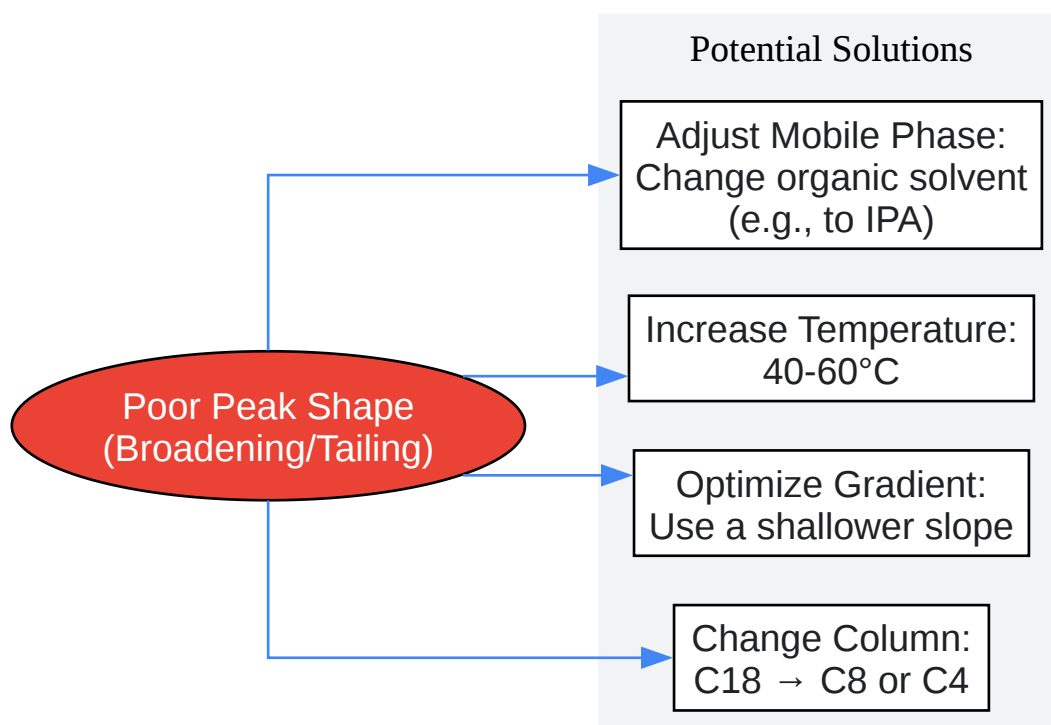 Potential Solutions
Adjust Mobile Phase:
Change organic solvent
(e.g., to IPA)
Increase Temperature:
40-60°C
Poor Peak Shape
(Broadening/Tailing)
Optimize Gradient:
Use a shallower slope
Change Column:
C18 → C8 or C4